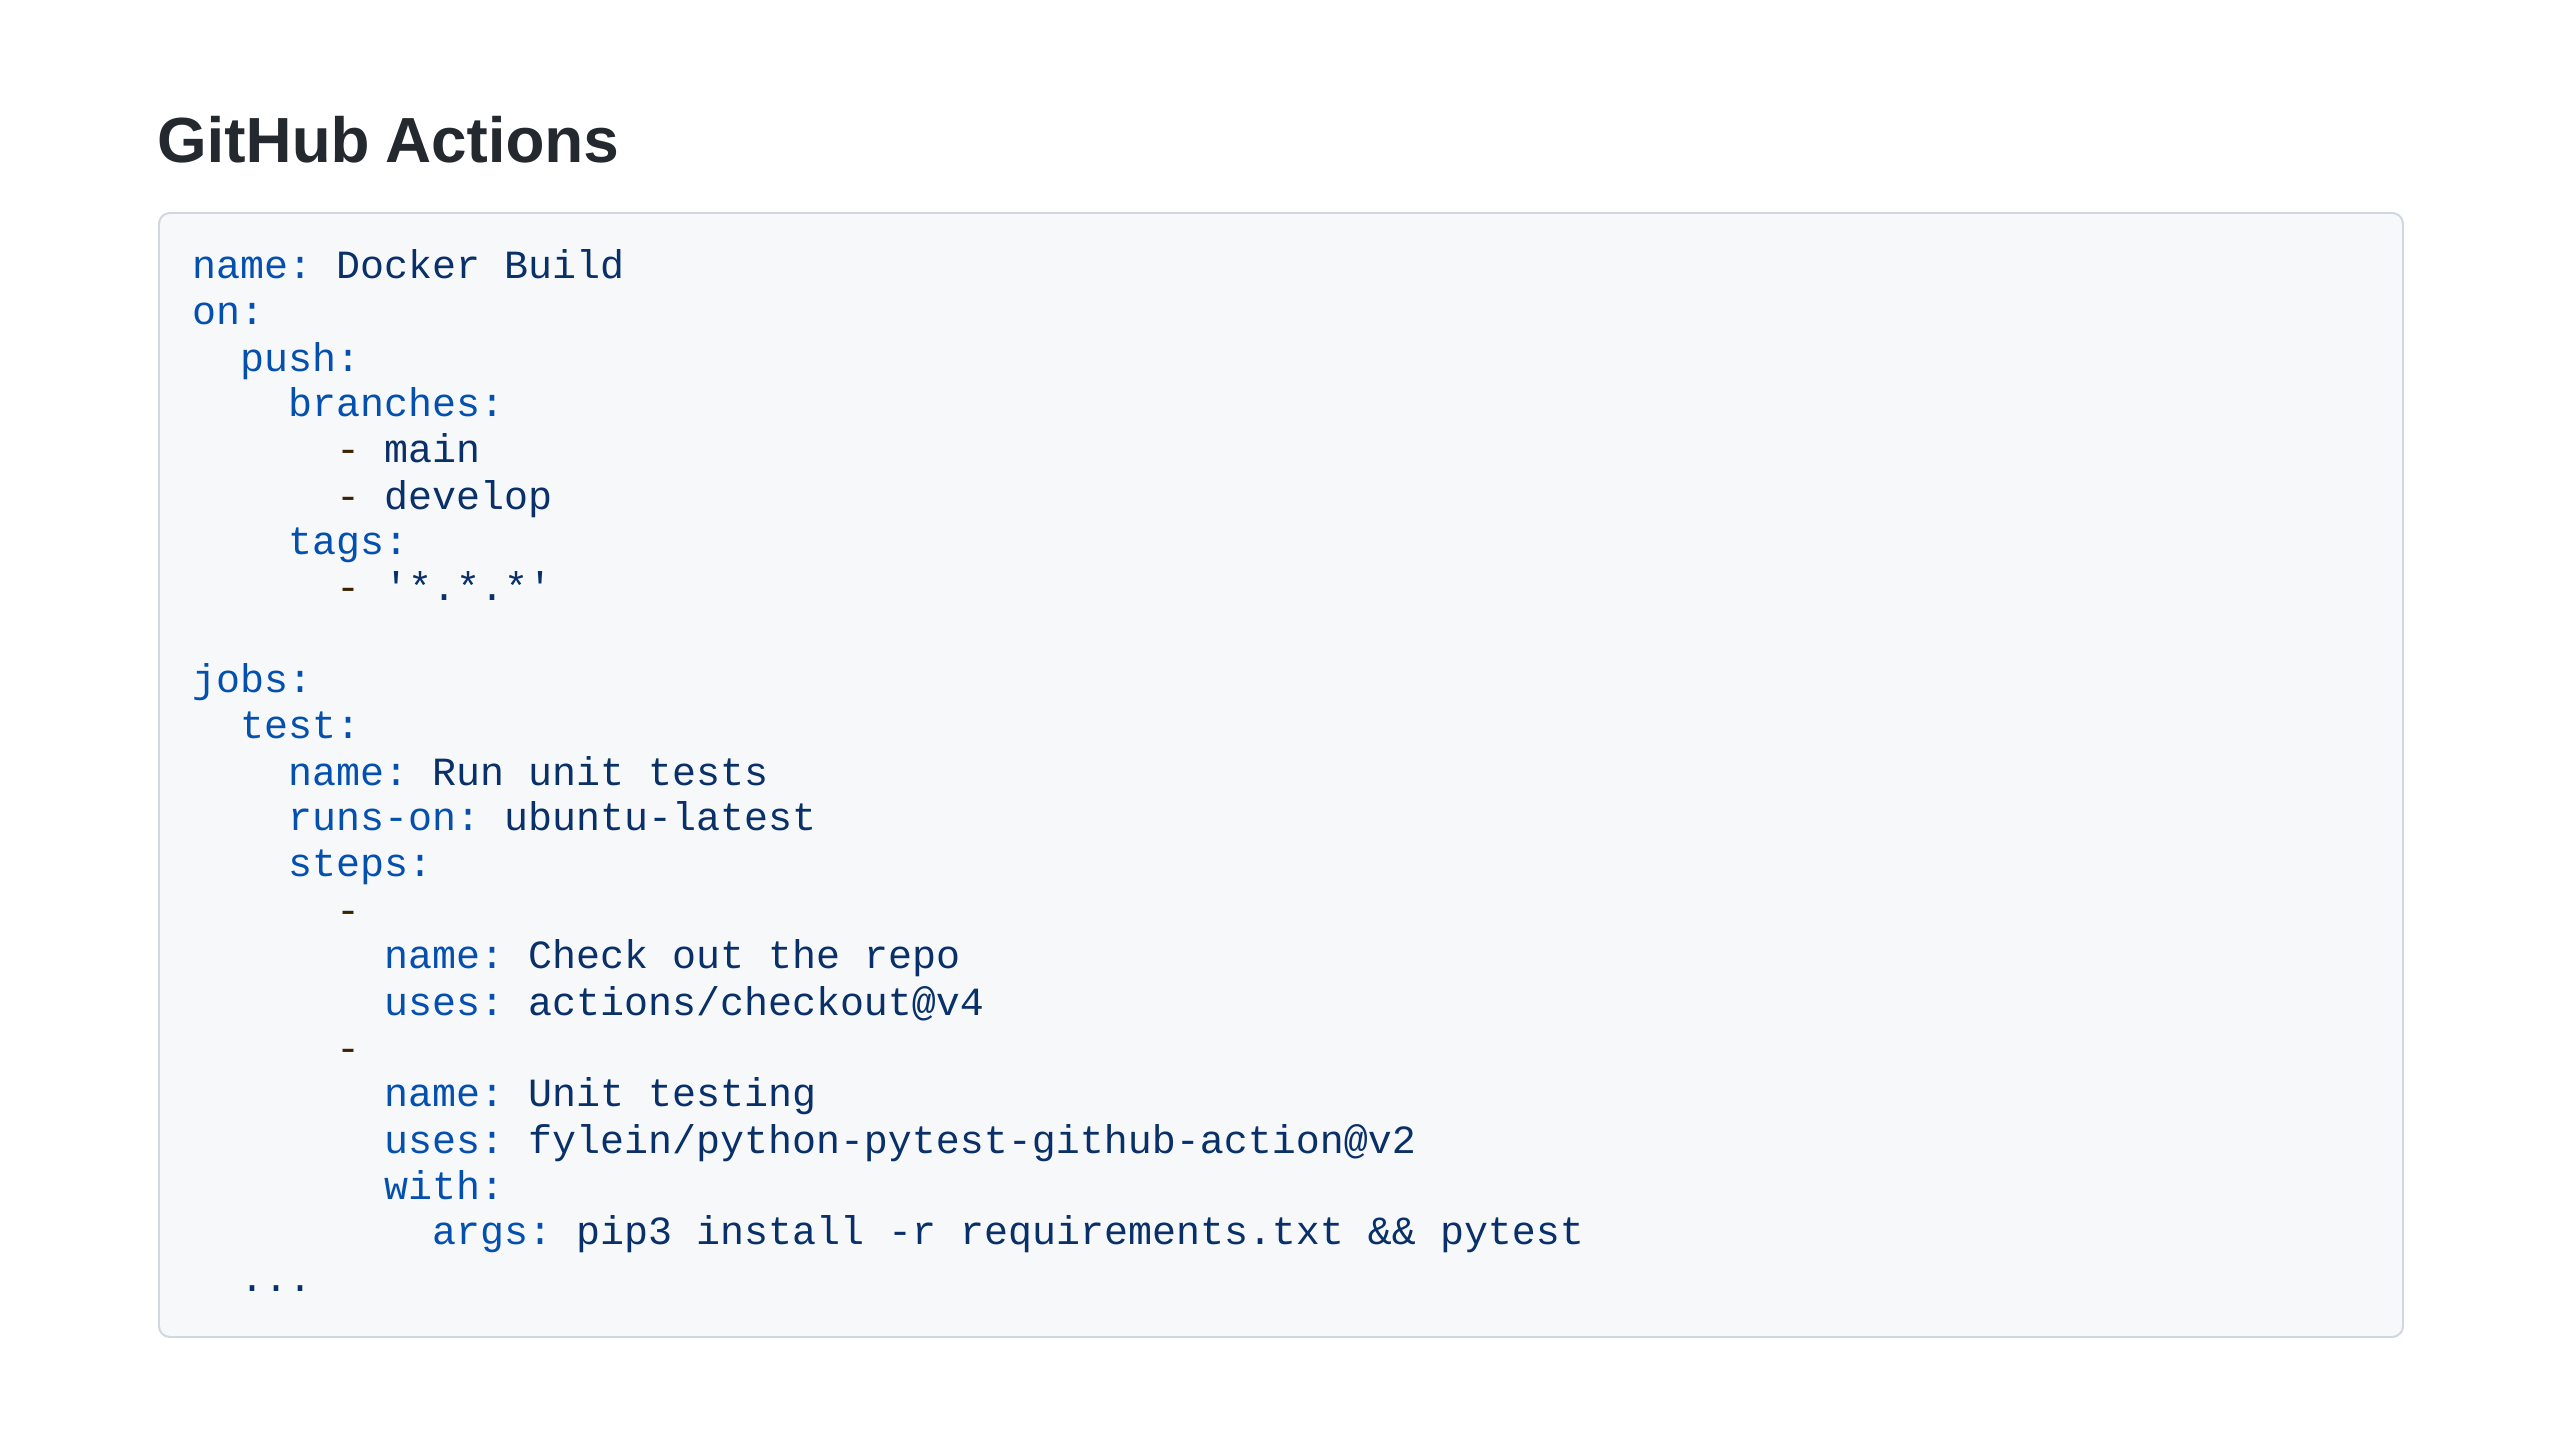 GitHub Actions
name: Docker Build
on:
  push:
    branches:
      - main
      - develop
    tags:
      - '*.*.*'

jobs:
  test:
    name: Run unit tests
    runs-on: ubuntu-latest
    steps:
      -
        name: Check out the repo
        uses: actions/checkout@v4
      -
        name: Unit testing
        uses: fylein/python-pytest-github-action@v2
        with:
          args: pip3 install -r requirements.txt && pytest
  ...